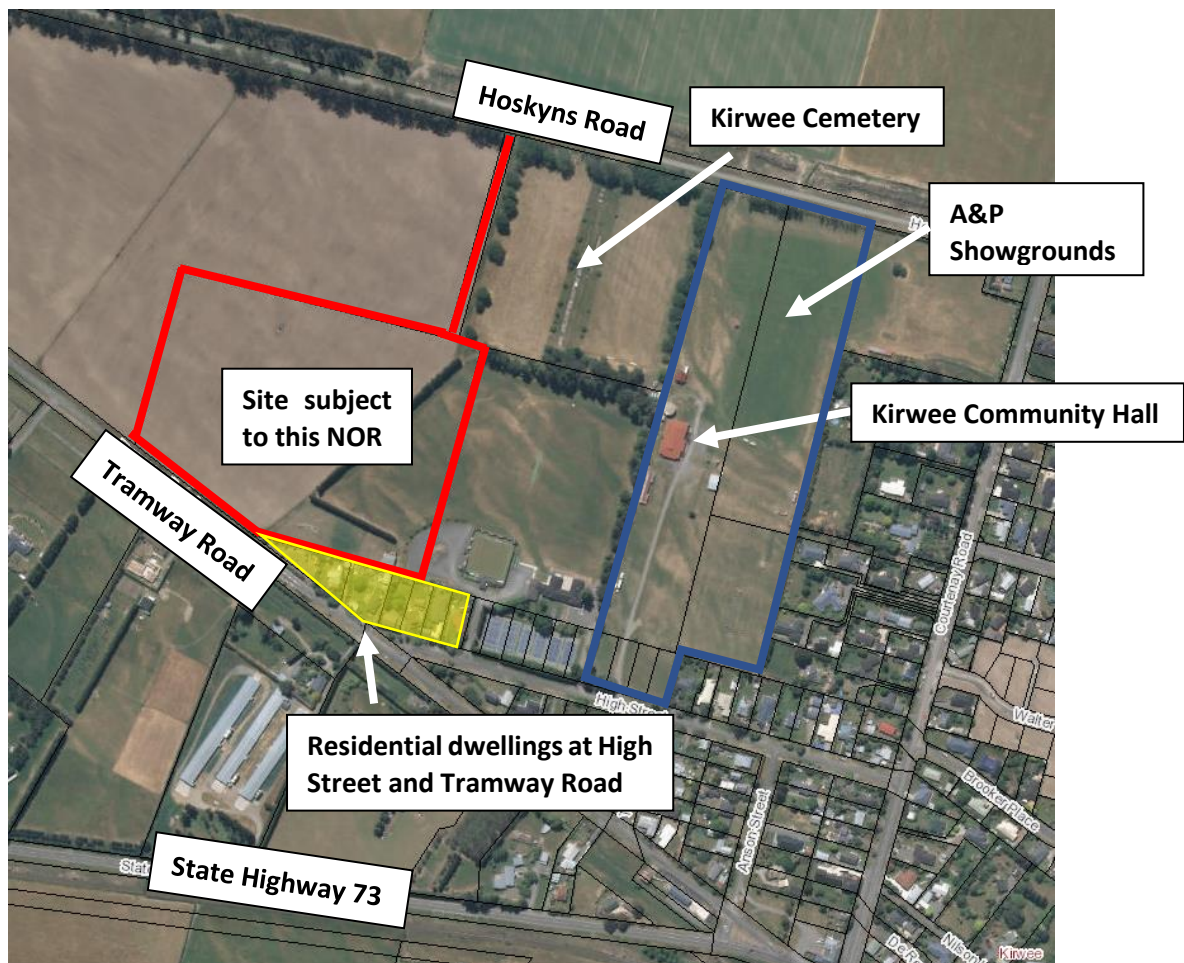 Hoskyns Road
Kirwee Cemetery
A&P
Showgrounds
Site subject
to this NOR
Kirwee Community Hall
Tramway Road
Courtenay Road
High Street
Residential dwellings at High
Street and Tramway Road
Walter
Brooker Place
Anson Street
State Highway 73
Kirwee